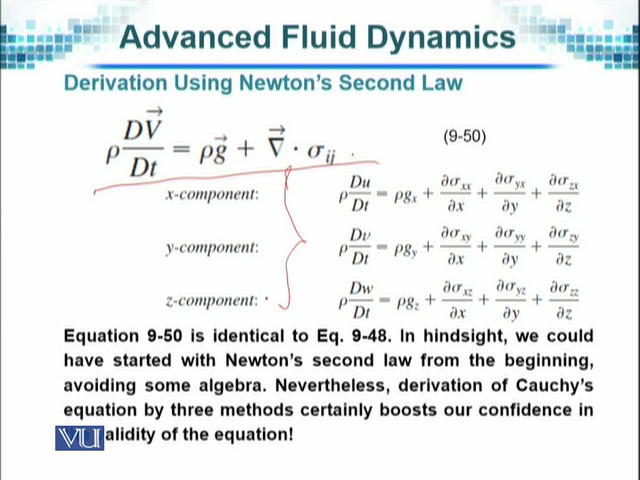 Advanced Fluid Dynamics
Derivation Using Newton's Second Law
ρ DV⃗/Dt = ρg⃗ + ∇⃗ · σij (9-50)
x-component: ρ Du/Dt = ρgx + ∂σxx/∂x + ∂σyx/∂y + ∂σzx/∂z
y-component: ρ Dv/Dt = ρgy + ∂σxy/∂x + ∂σyy/∂y + ∂σzy/∂z
z-component: ρ Dw/Dt = ρgz + ∂σxz/∂x + ∂σyz/∂y + ∂σzz/∂z
Equation 9-50 is identical to Eq. 9-48. In hindsight, we could
have started with Newton's second law from the beginning,
avoiding some algebra. Nevertheless, derivation of Cauchy's
equation by three methods certainly boosts our confidence in
VU alidity of the equation!